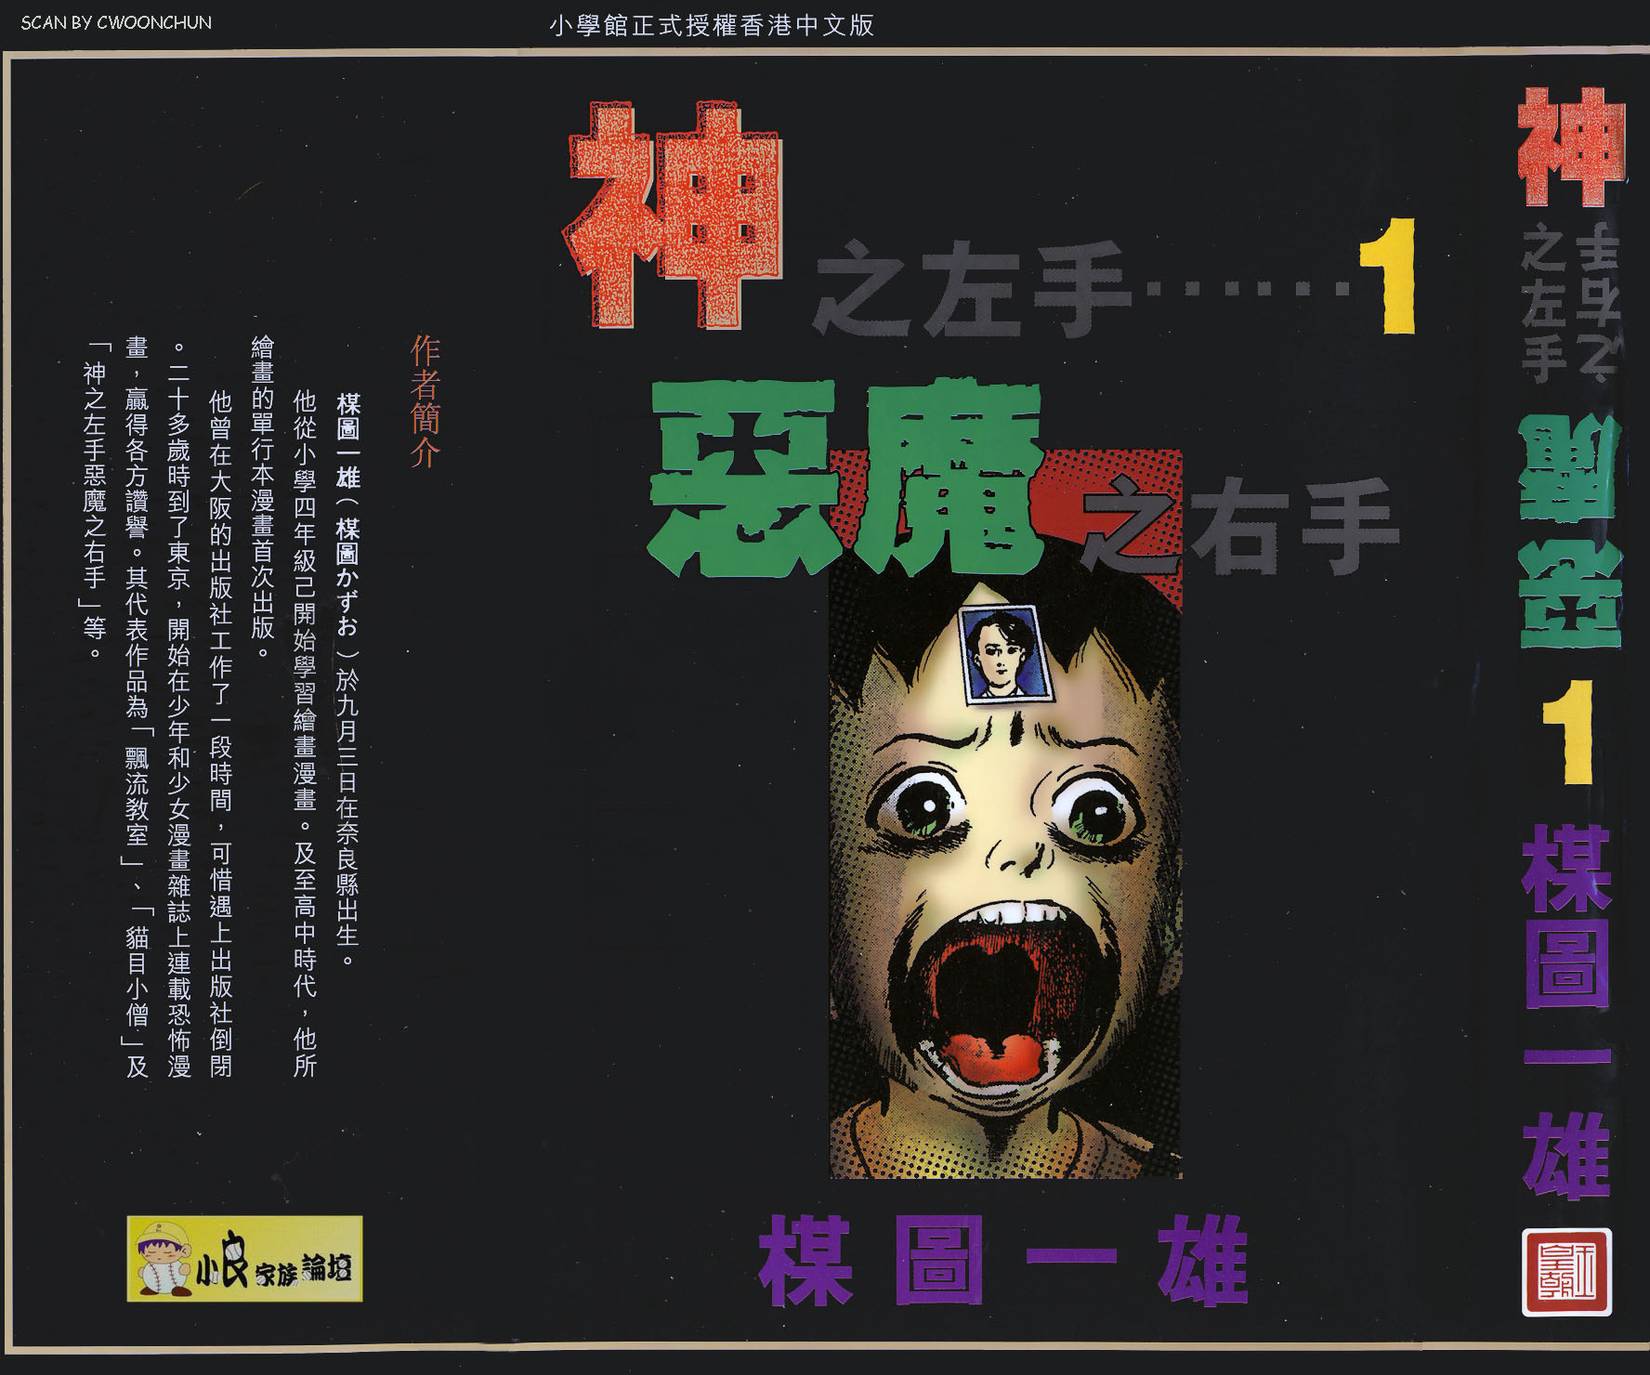 SCAN BY CWOONCHUN
小學館正式授權香港中文版
神之左手⋯⋯1
惡魔之右手
楳圖一雄
作者簡介
楳圖一雄（楳圖かずお）於九月三日在奈良縣出生。
他從小學四年級己開始學習繪畫漫畫。及至高中時代，他所
繪畫的單行本漫畫首次出版。
他曾在大阪的出版社工作了一段時間，可惜遇上出版社倒閉
。二十多歲時到了東京，開始在少年和少女漫畫雜誌上連載恐怖漫
畫，贏得各方讚譽。其代表作品為「飄流教室」、「貓目小僧」及
「神之左手惡魔之右手」等。
小良家族論壇
神
之左手
惡魔
之右手
1
楳圖一雄